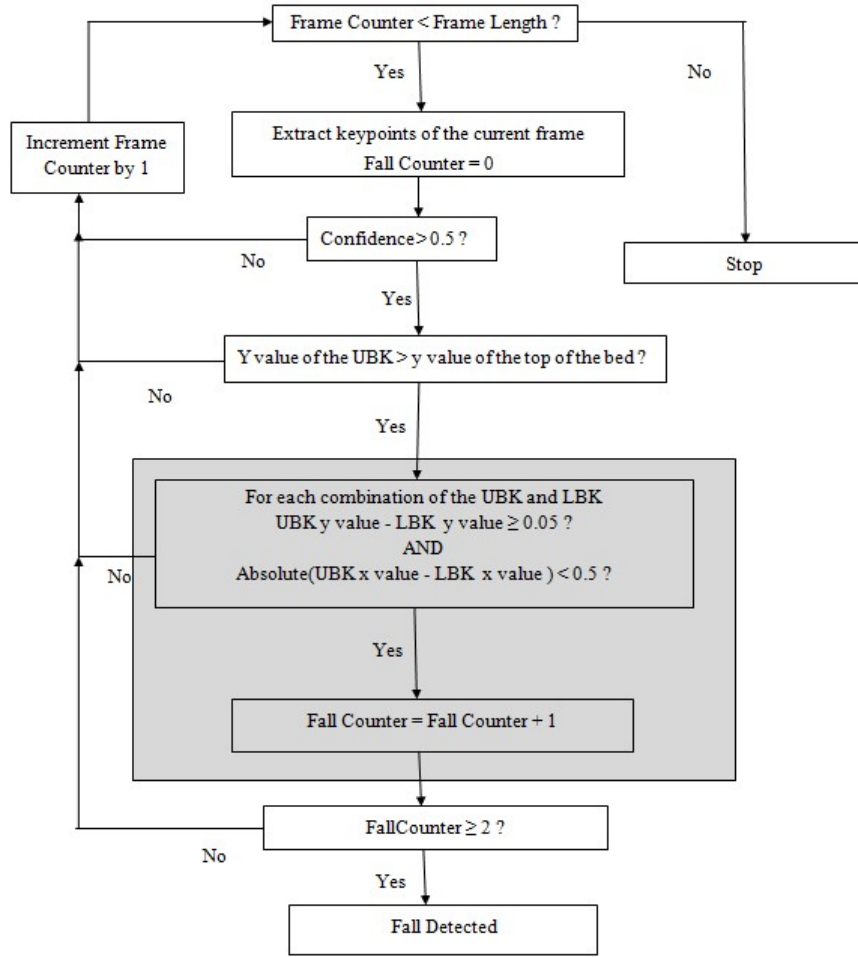 Frame Counter < Frame Length ?
Yes
No
Increment Frame
Counter by 1
Extract keypoints of the current frame
Fall Counter = 0
Confidence> 0.5 ?
No
Stop
Yes
Y value of the UBK > y value of the top of the bed ?
No
Yes
For each combination of the UBK and LBK
UBK y value - LBK y value ≥ 0.05 ?
AND
Absolute(UBK x value - LBK x value ) < 0.5 ?
No
Yes
Fall Counter = Fall Counter + 1
FallCounter ≥ 2 ?
No
Yes
Fall Detected